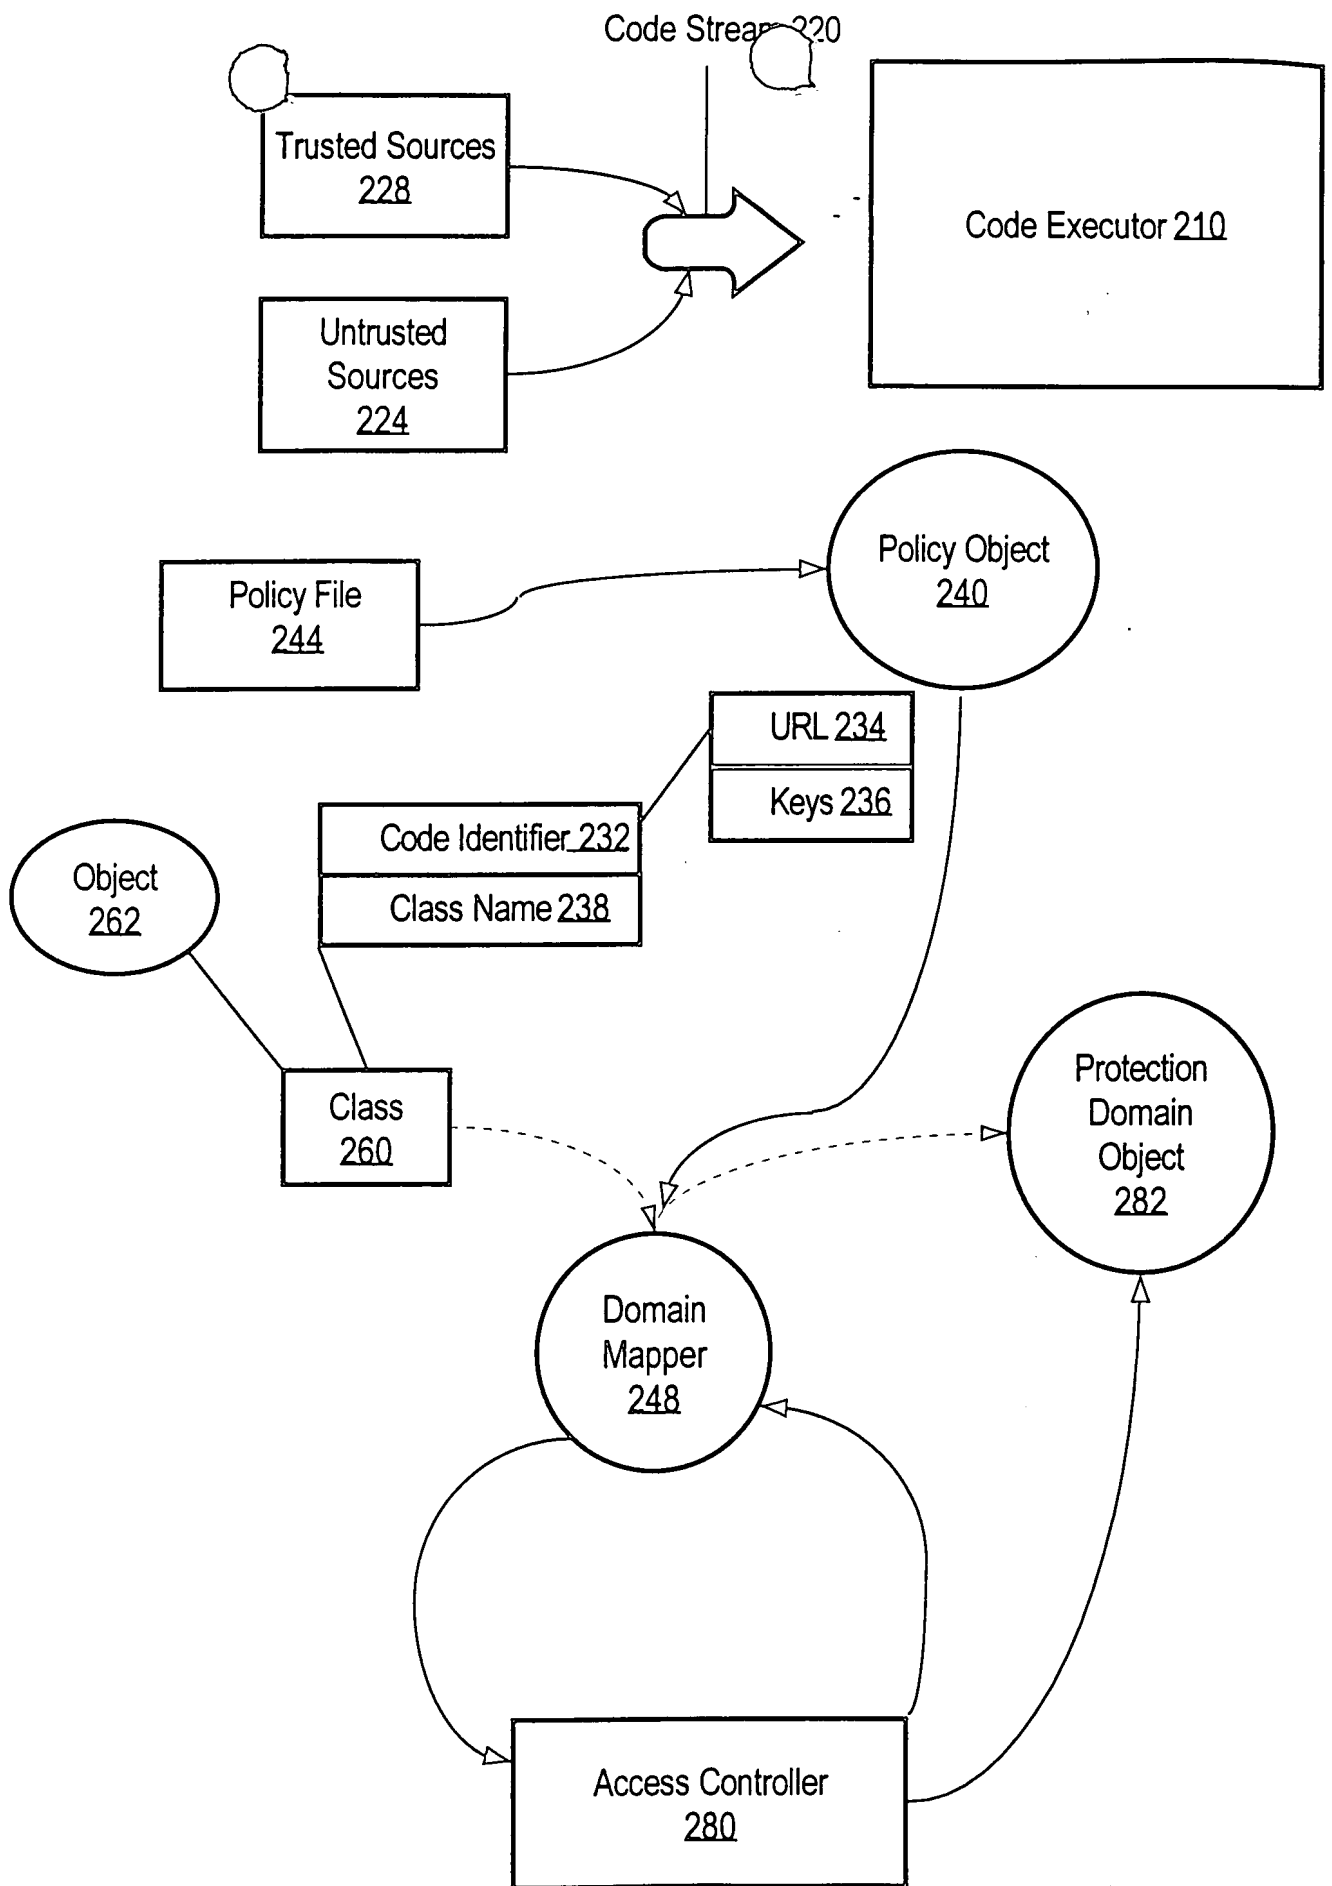 Code Stream 220
Trusted Sources
228
Code Executor 210
Untrusted
Sources
224
Policy Object
240
Policy File
244
URL 234
Keys 236
Code Identifier 232
Class Name 238
Object
262
Class
260
Protection
Domain
Object
282
Domain
Mapper
248
Access Controller
280